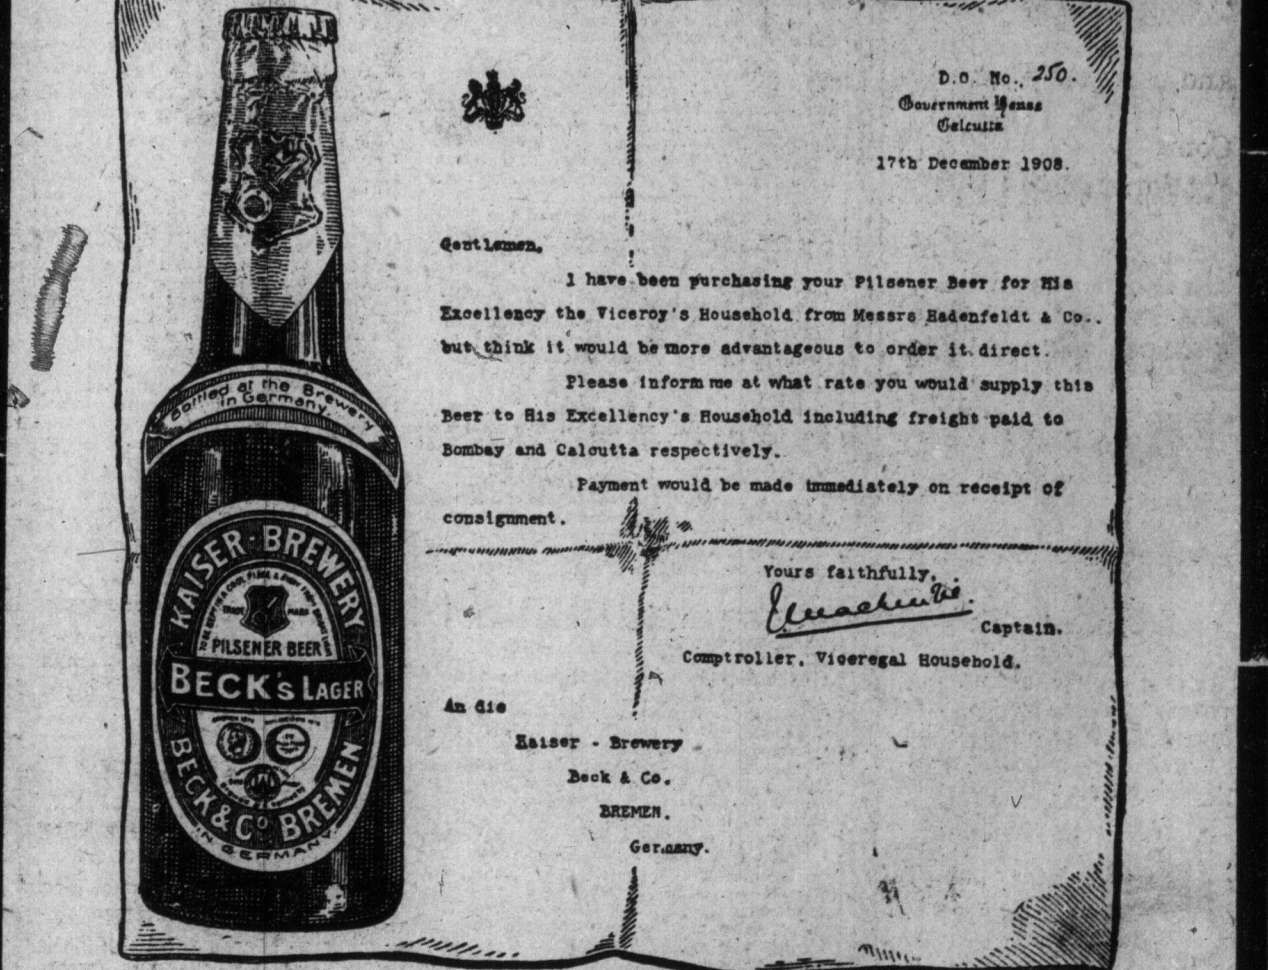 D.O. No. 250.
Government House
Calcutta
17th December 1908.
Gentlemen,
I have been purchasing your Pilsener Beer for His
Excellency the Viceroy's Household from Messrs Hadenfeldt & Co..
but think it would be more advantageous to order it direct.
Please inform me at what rate you would supply this
Beer to His Excellency's Household including freight paid to
Bombay and Calcutta respectively.
Payment would be made immediately on receipt of
consignment.
Yours faithfully,
Captain.
Comptroller, Viceregal Household.
An die
Kaiser - Brewery
Beck & Co.
BREMEN.
Germany.
Bottled at the Brewery
in Germany.
KAISER-BREWERY
TRADE MARK
PILSENER BEER
BECK'S LAGER
BECK & Co BREMEN
IN GERMANY